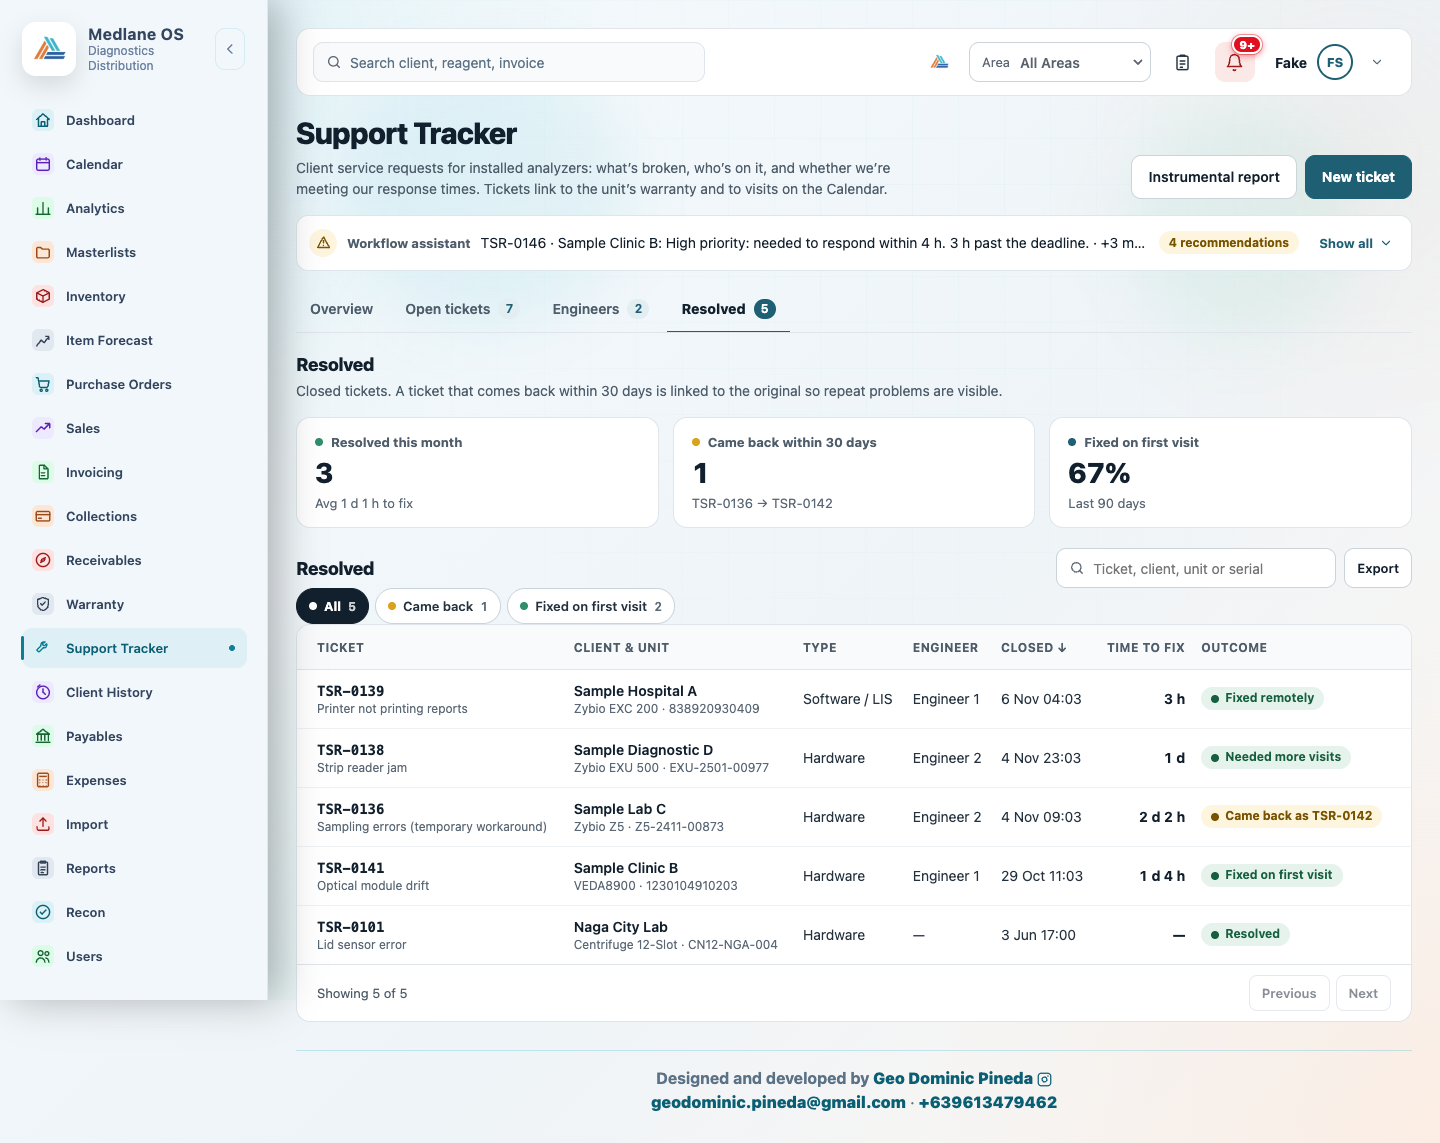 Medlane OS
Diagnostics
Distribution
Dashboard
Calendar
Analytics
Masterlists
Inventory
Item Forecast
Purchase Orders
Sales
Invoicing
Collections
Receivables
Warranty
Support Tracker
Client History
Payables
Expenses
Import
Reports
Recon
Users
Search client, reagent, invoice
Area All Areas
9+
Fake FS
Support Tracker
Client service requests for installed analyzers: what's broken, who's on it, and whether we're
meeting our response times. Tickets link to the unit's warranty and to visits on the Calendar.
Instrumental report
New ticket
Workflow assistant TSR-0146 · Sample Clinic B: High priority: needed to respond within 4 h. 3 h past the deadline. · +3 m... 4 recommendations Show all
Overview Open tickets 7 Engineers 2 Resolved 5
Resolved
Closed tickets. A ticket that comes back within 30 days is linked to the original so repeat problems are visible.
Resolved this month
3
Avg 1 d 1 h to fix
Came back within 30 days
1
TSR-0136 → TSR-0142
Fixed on first visit
67%
Last 90 days
Resolved
Ticket, client, unit or serial
Export
All 5 Came back 1 Fixed on first visit 2
TICKET CLIENT & UNIT TYPE ENGINEER CLOSED ↓ TIME TO FIX OUTCOME
TSR-0139 Sample Hospital A Software / LIS Engineer 1 6 Nov 04:03 3 h Fixed remotely
Printer not printing reports Zybio EXC 200 · 838920930409
TSR-0138 Sample Diagnostic D Hardware Engineer 2 4 Nov 23:03 1 d Needed more visits
Strip reader jam Zybio EXU 500 · EXU-2501-00977
TSR-0136 Sample Lab C Hardware Engineer 2 4 Nov 09:03 2 d 2 h Came back as TSR-0142
Sampling errors (temporary workaround) Zybio Z5 · Z5-2411-00873
TSR-0141 Sample Clinic B Hardware Engineer 1 29 Oct 11:03 1 d 4 h Fixed on first visit
Optical module drift VEDA8900 · 1230104910203
TSR-0101 Naga City Lab Hardware — 3 Jun 17:00 — Resolved
Lid sensor error Centrifuge 12-Slot · CN12-NGA-004
Showing 5 of 5
Previous Next
Designed and developed by Geo Dominic Pineda
geodominic.pineda@gmail.com · +639613479462